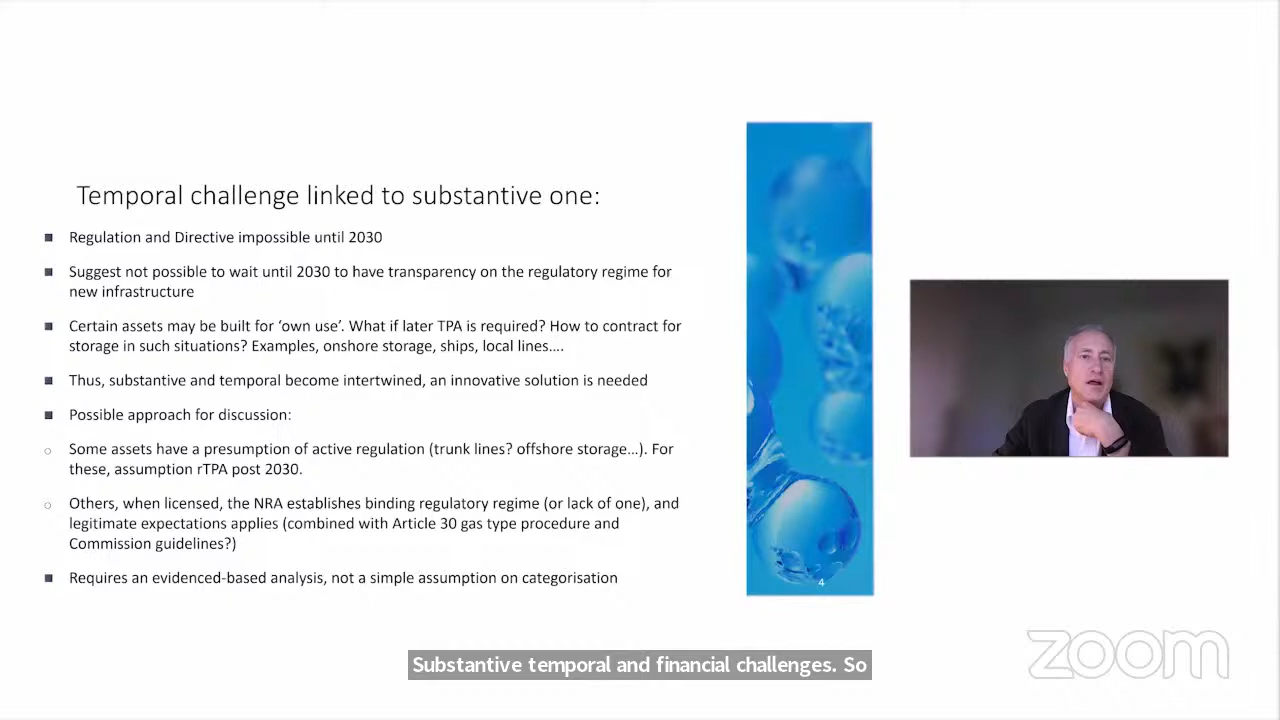 Temporal challenge linked to substantive one:
Regulation and Directive impossible until 2030
Suggest not possible to wait until 2030 to have transparency on the regulatory regime for
new infrastructure
Certain assets may be built for ‘own use’. What if later TPA is required? How to contract for
storage in such situations? Examples, onshore storage, ships, local lines....
Thus, substantive and temporal become intertwined, an innovative solution is needed
Possible approach for discussion:
Some assets have a presumption of active regulation (trunk lines? offshore storage…). For
these, assumption rTPA post 2030.
Others, when licensed, the NRA establishes binding regulatory regime (or lack of one), and
legitimate expectations applies (combined with Article 30 gas type procedure and
Commission guidelines?)
Requires an evidenced-based analysis, not a simple assumption on categorisation
4
Substantive temporal and financial challenges. So
zoom